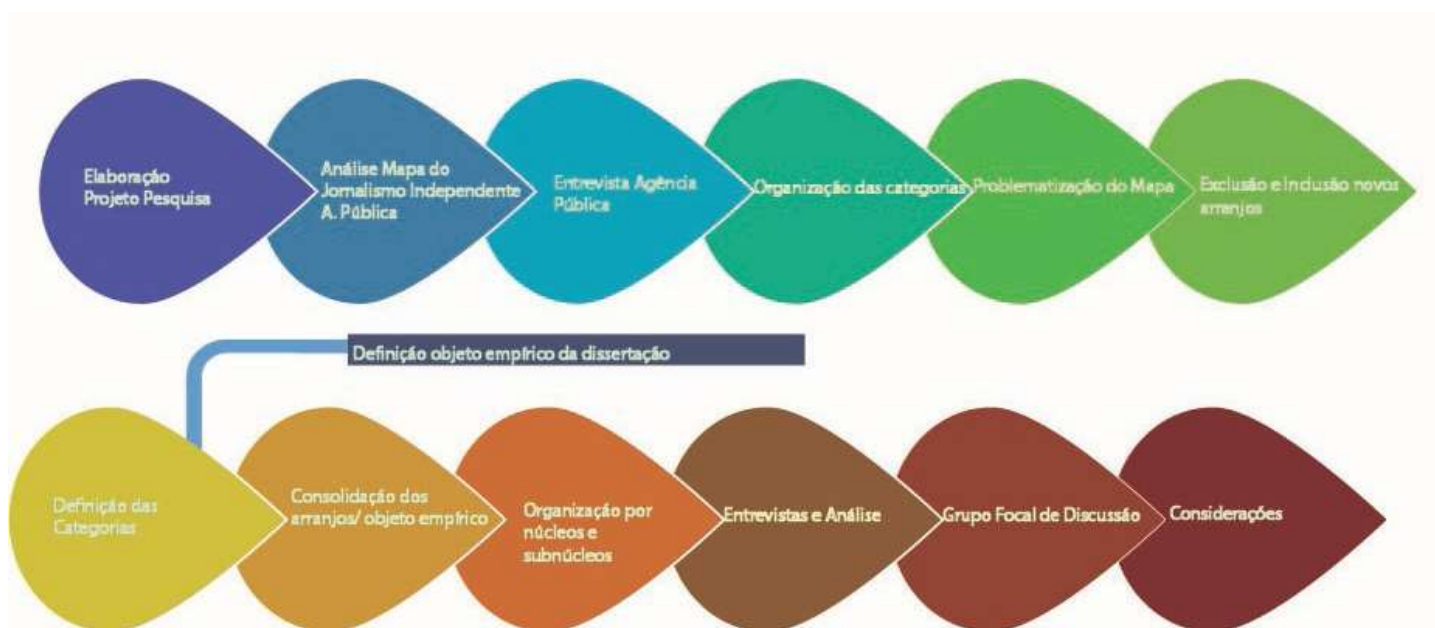 Elaboração
Projeto Pesquisa
Análise Mapa do
Jornalismo Independente
A. Pública
Entrevista Agência
Pública
Organização das categorias
Problematização do Mapa
Exclusão e Inclusão novos
arranjos
Definição objeto empírico da dissertação
Definição das
Categorias
Consolidação dos
arranjos/ objeto empírico
Organização por
núcleos e
subnúcleos
Entrevistas e Análise
Grupo Focal de Discussão
Considerações